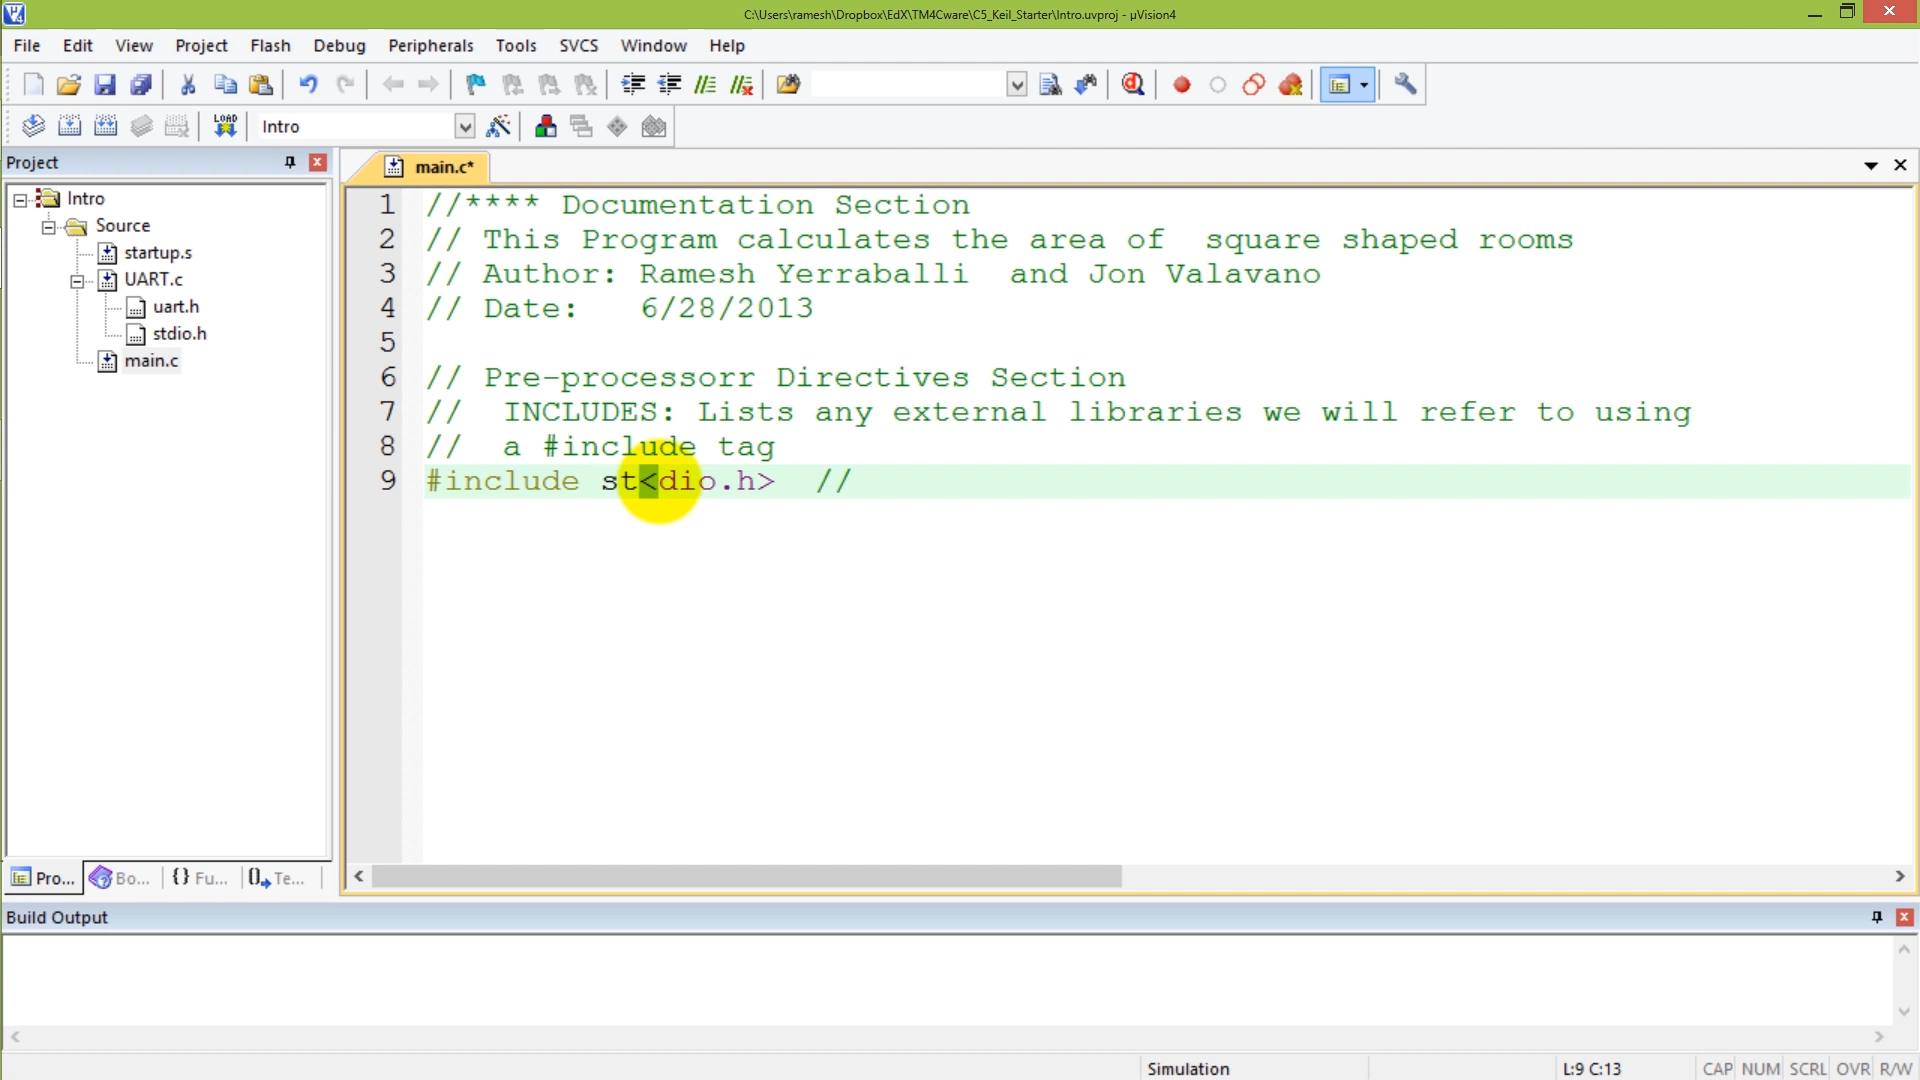 C:\Users\ramesh\Dropbox\EdX\TM4Cware\C5_Keil_Starter\Intro.uvproj - µVision4
File Edit View Project Flash Debug Peripherals Tools SVCS Window Help
LOAD Intro
Project
main.c*
Intro
Source
startup.s
UART.c
uart.h
stdio.h
main.c
1 //**** Documentation Section
2 // This Program calculates the area of  square shaped rooms
3 // Author: Ramesh Yerraballi  and Jon Valavano
4 // Date:   6/28/2013
5
6 // Pre-processorr Directives Section
7 //  INCLUDES: Lists any external libraries we will refer to using
8 //  a #include tag
9 #include st<dio.h>  //
Pro... Bo... {} Fu... Te...
Build Output
Simulation L:9 C:13 CAP NUM SCRL OVR R/W